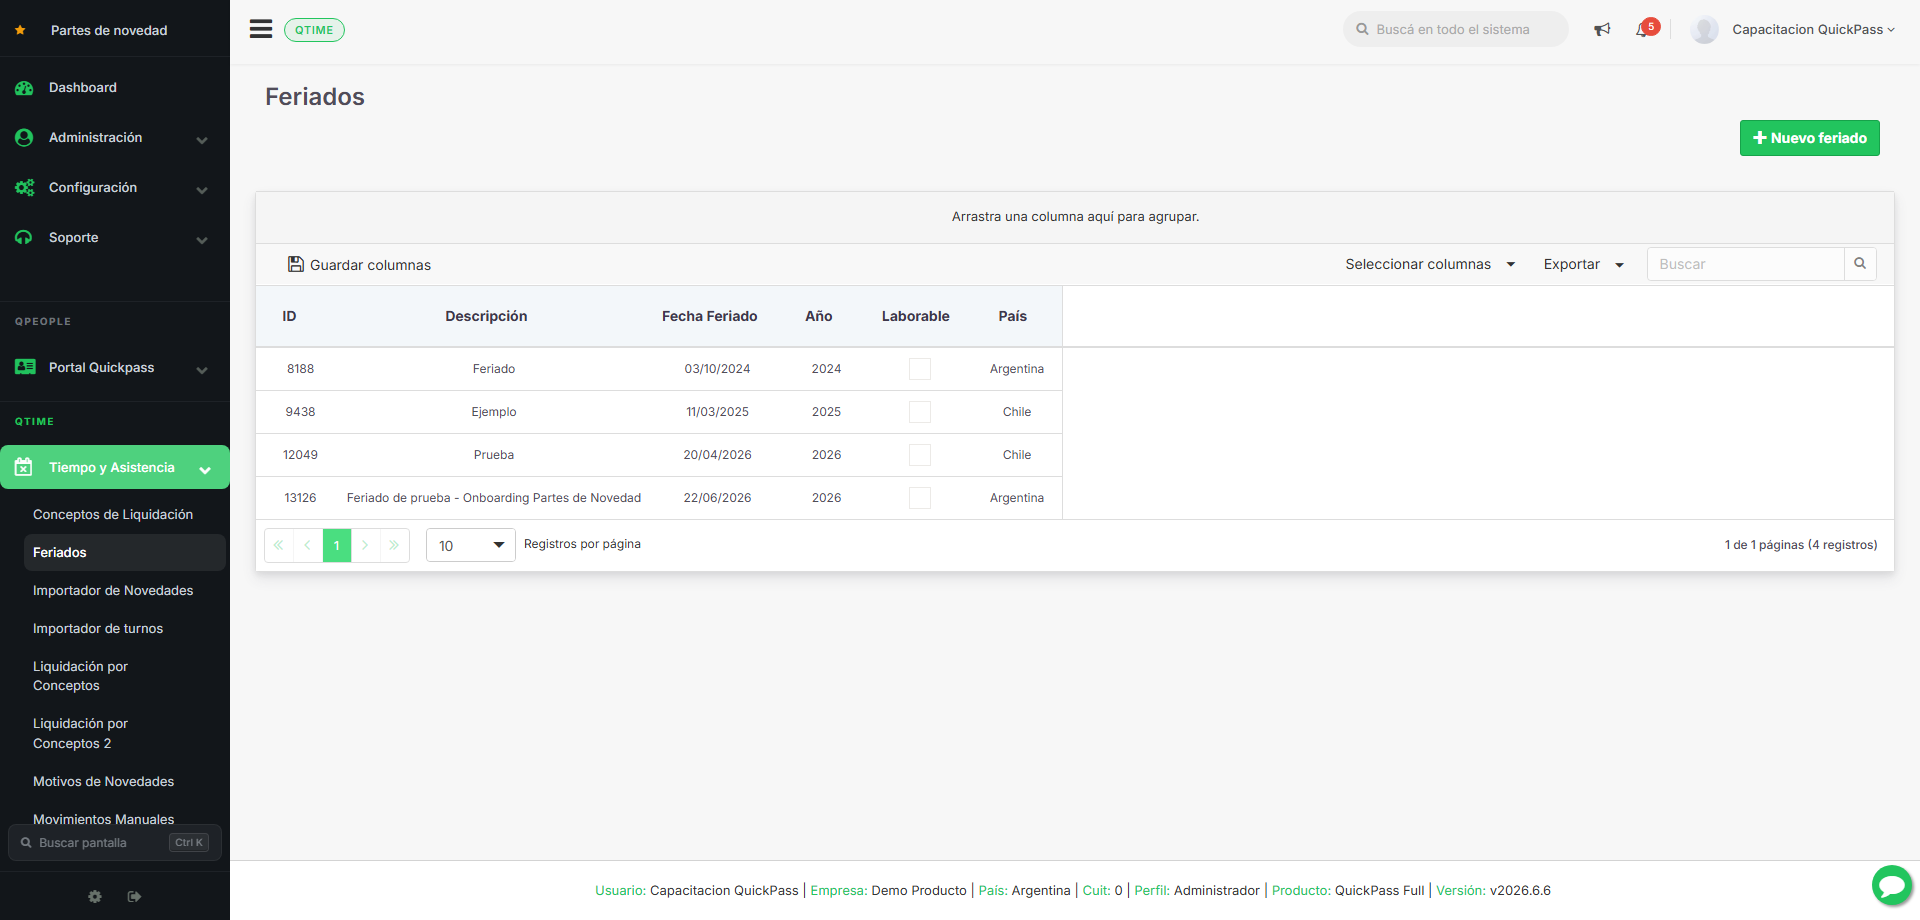 Partes de novedad
Dashboard
Administración
Configuración
Soporte
QPEOPLE
Portal Quickpass
QTIME
Tiempo y Asistencia
Conceptos de Liquidación
Feriados
Importador de Novedades
Importador de turnos
Liquidación por
Conceptos
Liquidación por
Conceptos 2
Motivos de Novedades
Movimientos Manuales
Buscar pantalla Ctrl K
QTIME
Buscá en todo el sistema
5
Capacitacion QuickPass
Feriados
Nuevo feriado
Arrastra una columna aquí para agrupar.
Guardar columnas Seleccionar columnas Exportar Buscar
ID Descripción Fecha Feriado Año Laborable País
8188 Feriado 03/10/2024 2024 Argentina
9438 Ejemplo 11/03/2025 2025 Chile
12049 Prueba 20/04/2026 2026 Chile
13126 Feriado de prueba - Onboarding Partes de Novedad 22/06/2026 2026 Argentina
« ‹ 1 › » 10 Registros por página 1 de 1 páginas (4 registros)
Usuario: Capacitacion QuickPass | Empresa: Demo Producto | País: Argentina | Cuit: 0 | Perfil: Administrador | Producto: QuickPass Full | Versión: v2026.6.6